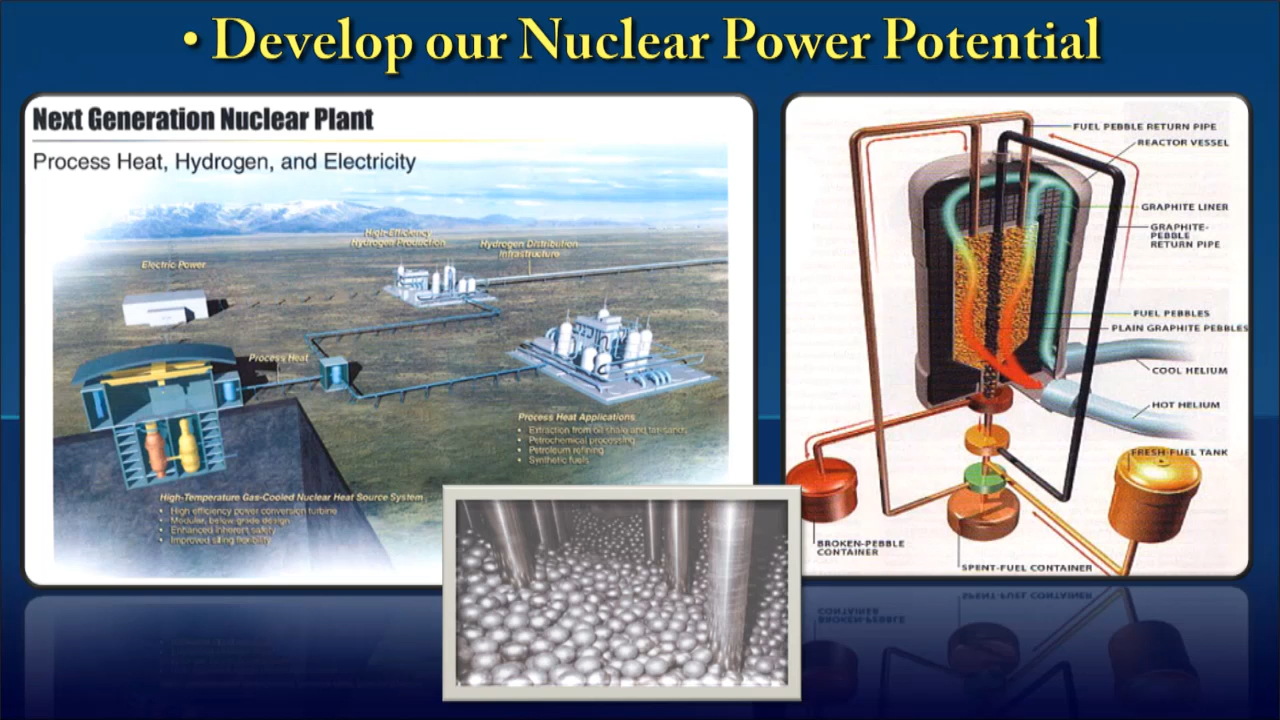 • Develop our Nuclear Power Potential
Next Generation Nuclear Plant
Process Heat, Hydrogen, and Electricity
High-Efficiency
Hydrogen Production
Hydrogen Distribution
Infrastructure
Electric Power
Process Heat
Process Heat Applications
• Extraction from oil shale and tar-sands
• Petrochemical processing
• Petroleum refining
• Synthetic fuels
High-Temperature Gas-Cooled Nuclear Heat Source System
• High efficiency power conversion turbine
• Modular, below grade design
• Enhanced inherent safety
• Improved siting flexibility
FUEL PEBBLE RETURN PIPE
REACTOR VESSEL
GRAPHITE LINER
GRAPHITE-
PEBBLE
RETURN PIPE
FUEL PEBBLES
PLAIN GRAPHITE PEBBLES
COOL HELIUM
HOT HELIUM
FRESH-FUEL TANK
BROKEN-PEBBLE
CONTAINER
SPENT-FUEL CONTAINER